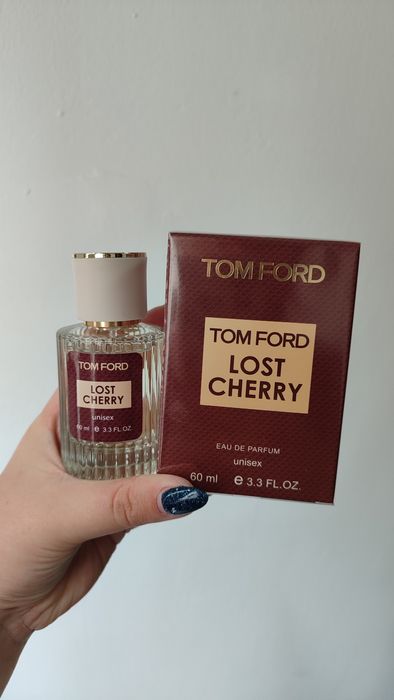 TOM FORD
LOST
CHERRY
unisex
60 ml e 3.3 FL.OZ.
TOM FORD
TOM FORD
LOST
CHERRY
EAU DE PARFUM
unisex
60 ml e 3.3 FL.OZ.